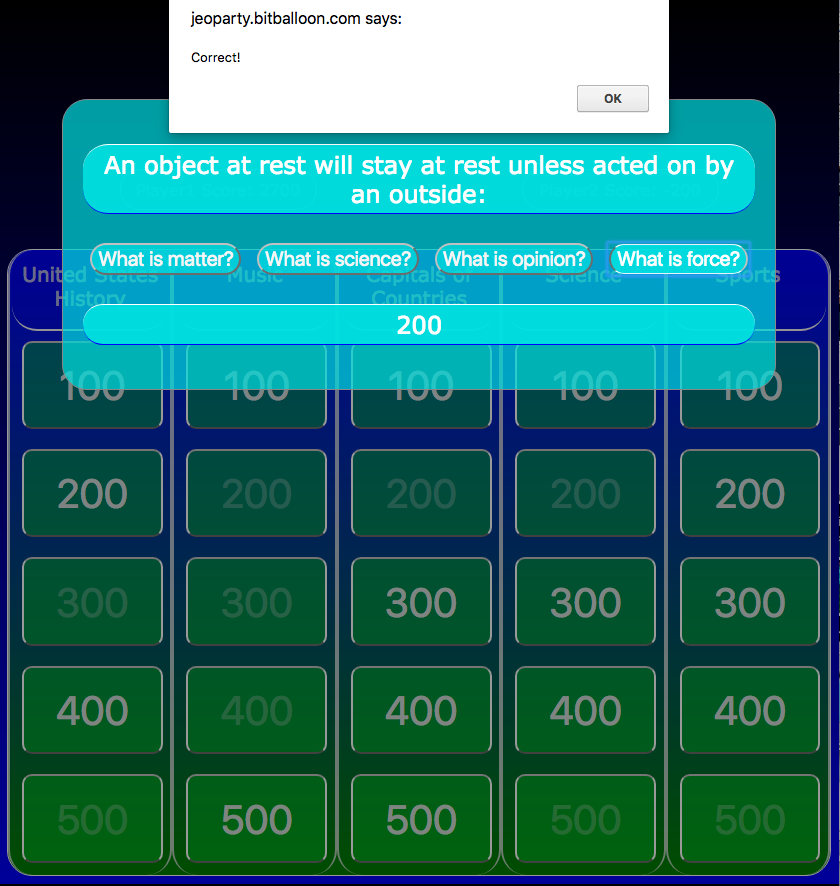 jeoparty.bitballoon.com says:
Correct!
OK
An object at rest will stay at rest unless acted on by
an outside:
What is matter? What is science? What is opinion? What is force?
United States Music Capitals of Science Sports
History Countries
200
100 100 100 100 100
200 200 200 200 200
300 300 300 300 300
400 400 400 400 400
500 500 500 500 500